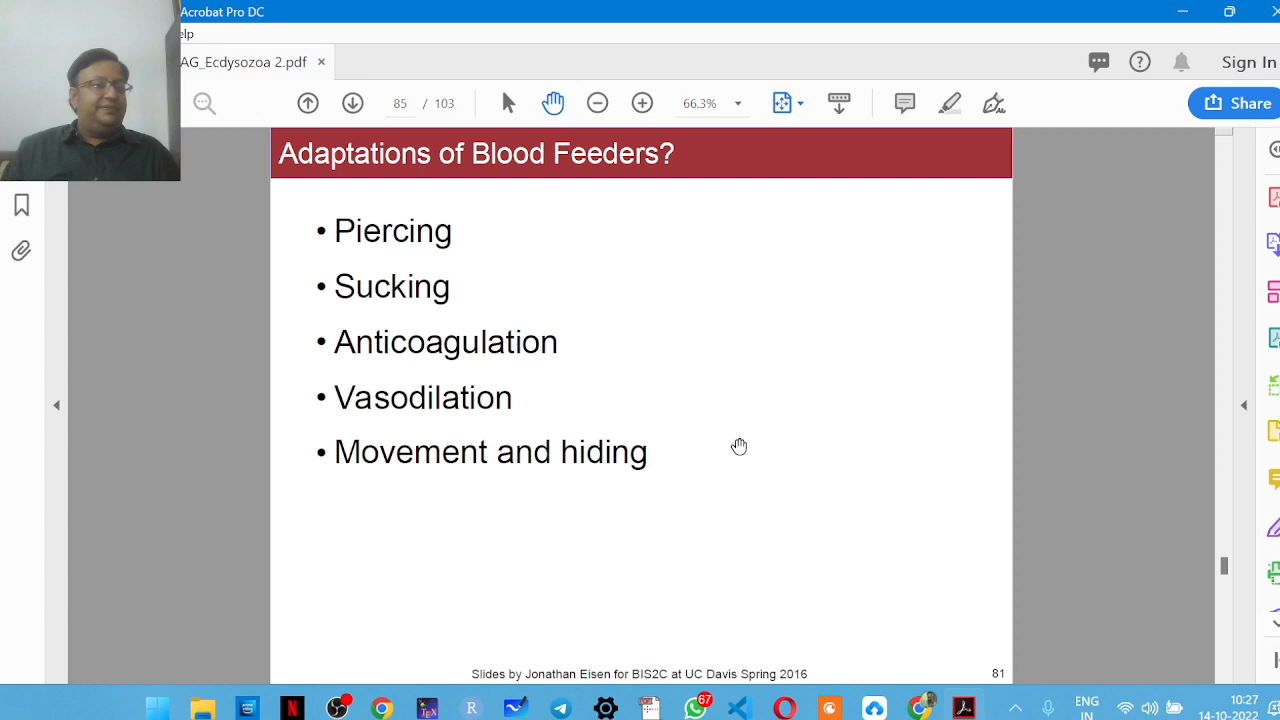 Acrobat Pro DC
elp
AG_Ecdysozoa 2.pdf
Sign In
85 / 103
66.3%
Share
Adaptations of Blood Feeders?
• Piercing
• Sucking
• Anticoagulation
• Vasodilation
• Movement and hiding
Slides by Jonathan Eisen for BIS2C at UC Davis Spring 2016
81
67
ENG
IN
10:27
14-10-2022